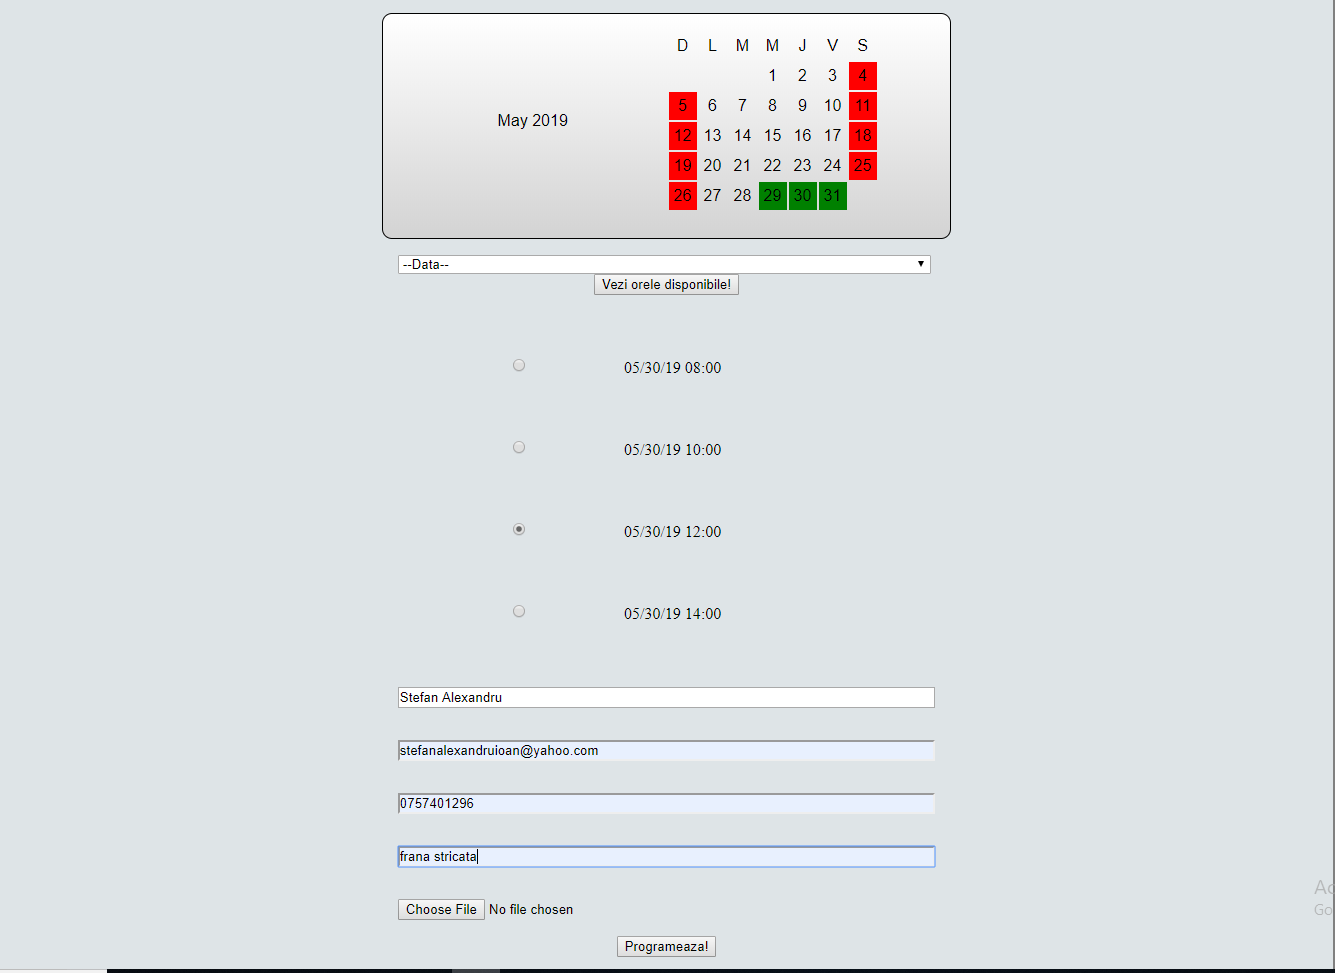 D L M M J V S
1 2 3 4
5 6 7 8 9 10 11
May 2019
12 13 14 15 16 17 18
19 20 21 22 23 24 25
26 27 28 29 30 31
--Data--
Vezi orele disponibile!
05/30/19 08:00
05/30/19 10:00
05/30/19 12:00
05/30/19 14:00
Stefan Alexandru
stefanalexandruioan@yahoo.com
0757401296
frana stricata
Choose File No file chosen
Programeaza!